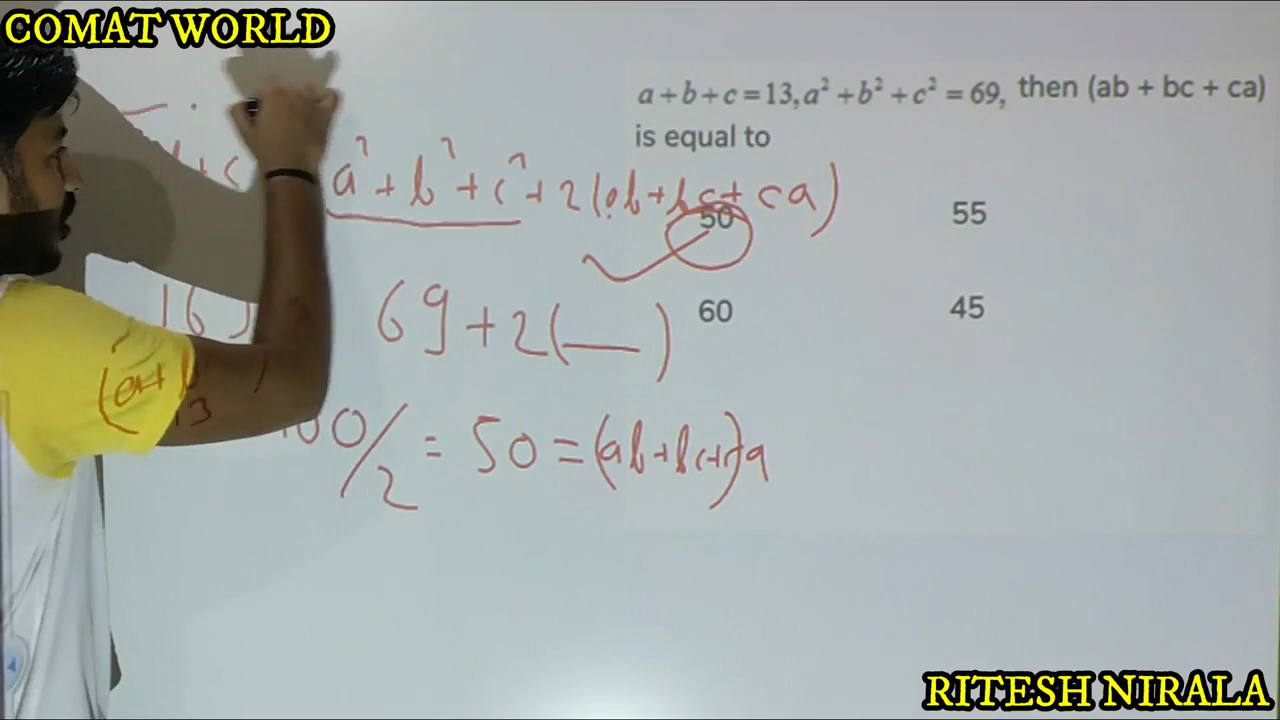 COMAT WORLD
a+b+c=13, a² + b² + c² = 69, then (ab + bc + ca)
is equal to
a² + b² + c² + 2(ab+bc+ca)
50 55
69+2(__) 60 45
100/2 = 50 = (ab+bc+c)a
RITESH NIRALA